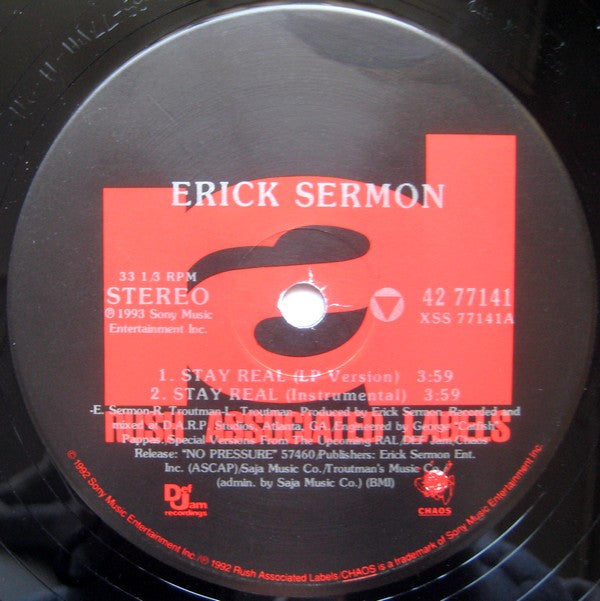 ERICK SERMON
33 1/3 RPM
STEREO
℗ 1993 Sony Music
Entertainment Inc.
42 77141
XSS 77141A
1. STAY REAL (LP Version) 3:59
2. STAY REAL (Instrumental) 3:59
-E. Sermon-R. Troutman-L. Troutman- Produced by Erick Sermon/Recorded and
mixed at D.A.R.P. Studios, Atlanta, GA./Engineered by George "Catfish"
Pappas./Special Versions From The Upcoming RAL/DEF Jam/Chaos
Release: "NO PRESSURE" 57460/Publishers: Erick Sermon Ent.
Inc. (ASCAP)/Saja Music Co./Troutman's Music Co.
(admin. by Saja Music Co.) (BMI)
RUSH ASSOCIATED LABELS
Def
Jam
recordings
CHAOS
© 1992 Sony Music Entertainment Inc./℗ 1992 Rush Associated Labels/CHAOS is a trademark of Sony Music Entertainment Inc.